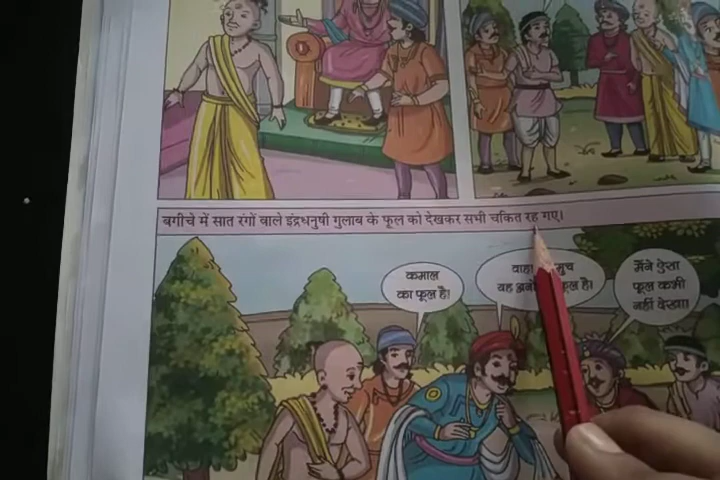 बगीचे में सात रंगों वाले इंद्रधनुषी गुलाब के फूल को देखकर सभी चकित रह गए।
कमाल
का फूल है!
वाह!
यह है।
मैंने ऐसा
फूल कभी
नहीं देखा।